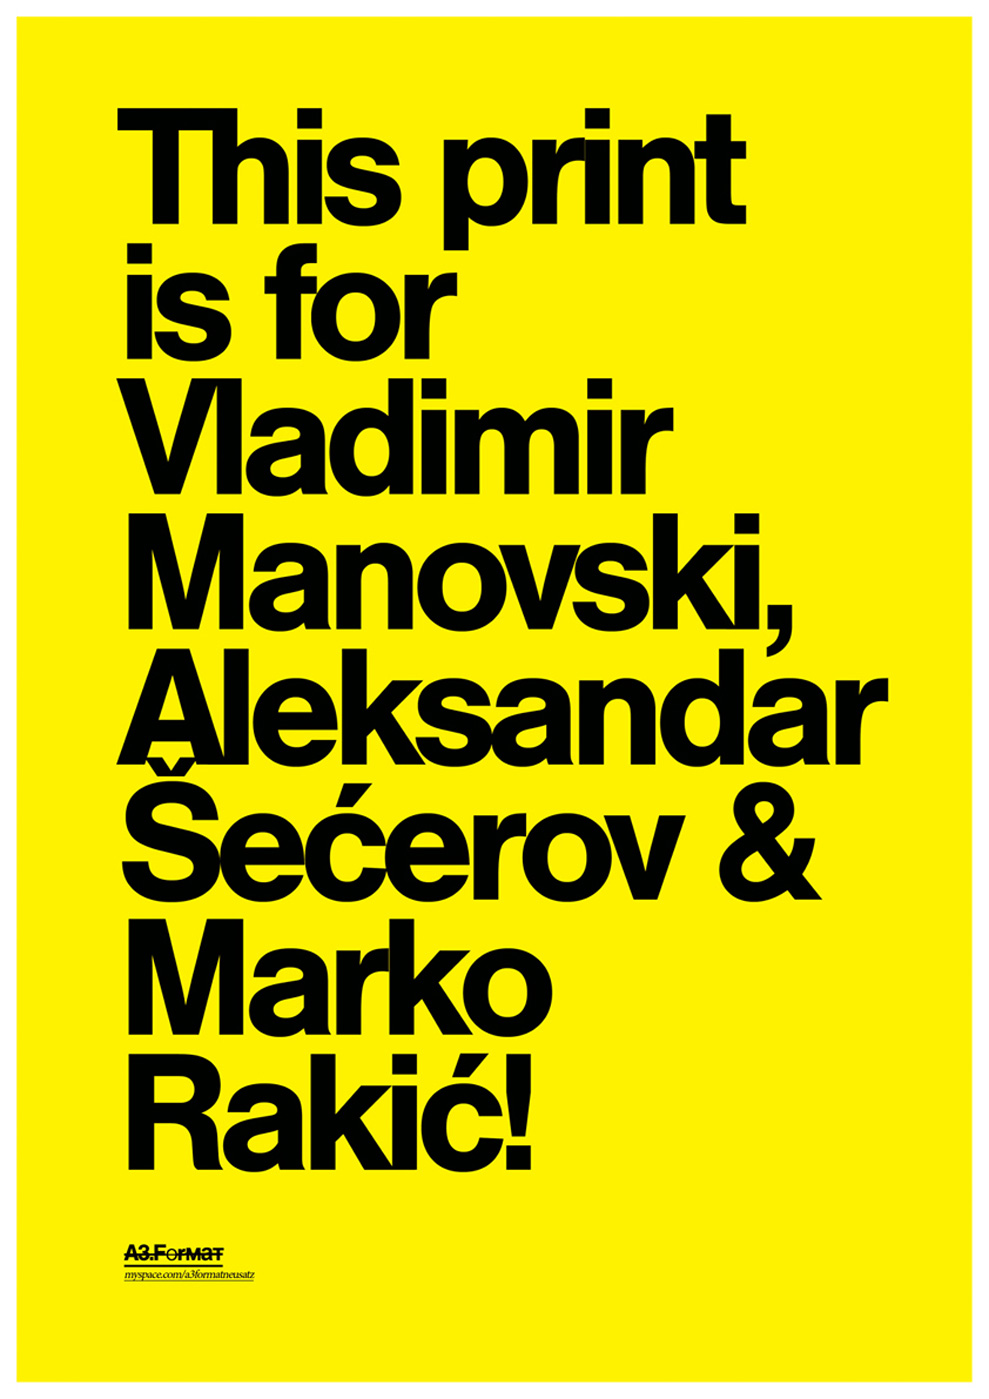 This print
is for
Vladimir
Manovski,
Aleksandar
Šećerov &
Marko
Rakić!
A3.Format
myspace.com/a3formatneusatz